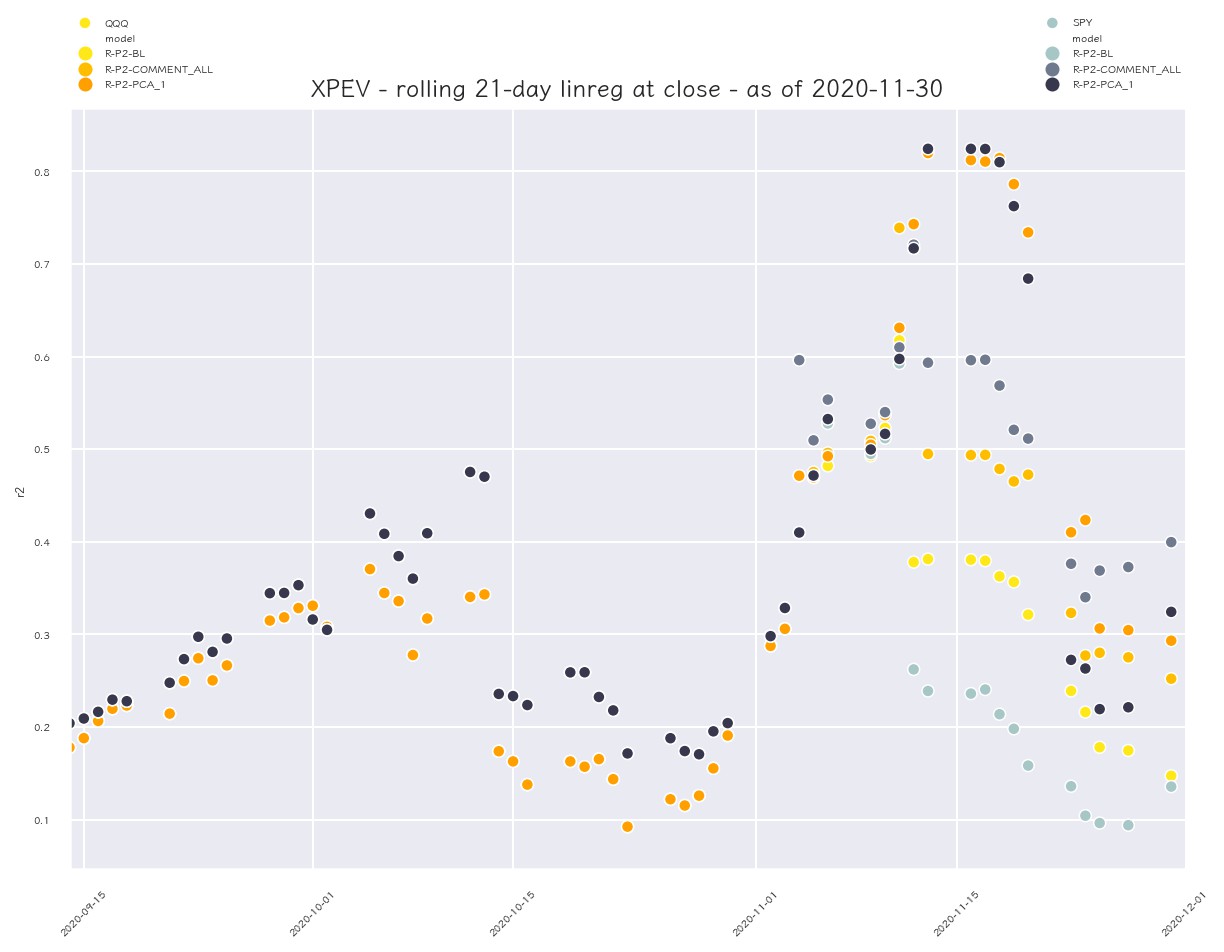 QQQ
model
R-P2-BL
R-P2-COMMENT_ALL
R-P2-PCA_1
SPY
model
R-P2-BL
R-P2-COMMENT_ALL
R-P2-PCA_1
XPEV - rolling 21-day linreg at close - as of 2020-11-30
r2
0.8
0.7
0.6
0.5
0.4
0.3
0.2
0.1
2020-09-15
2020-10-01
2020-10-15
2020-11-01
2020-11-15
2020-12-01